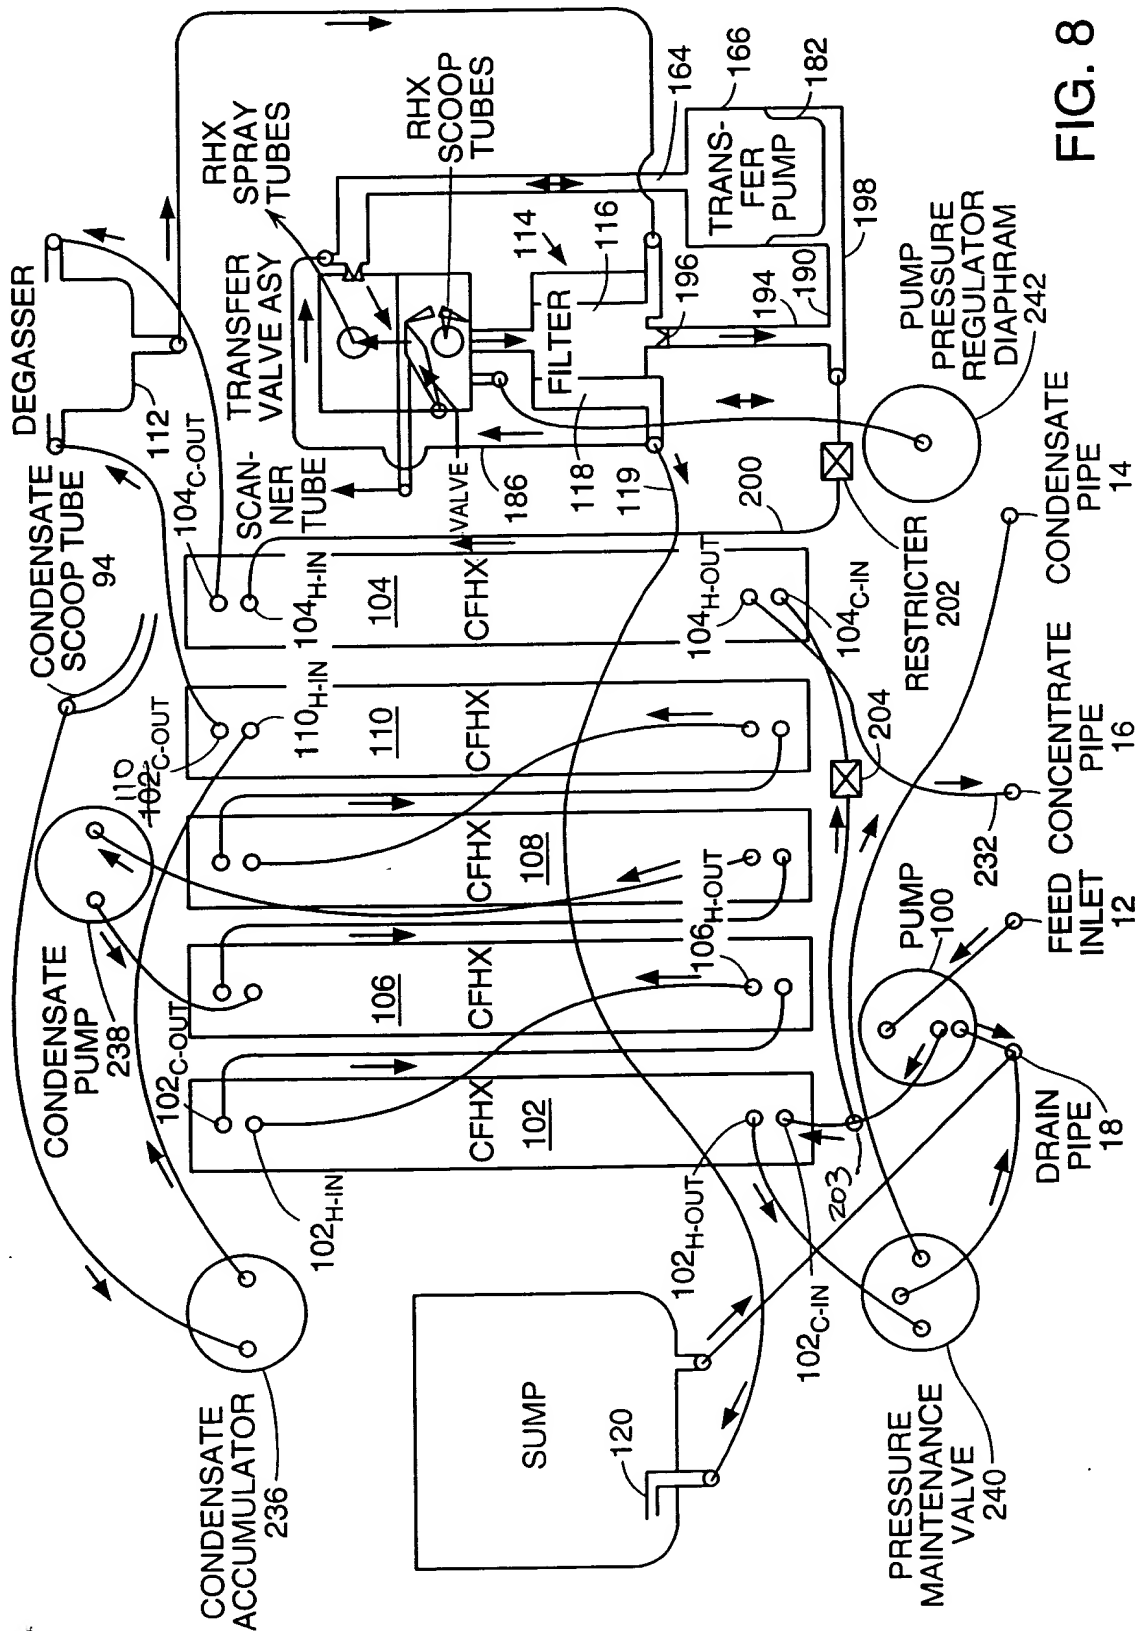 FIG. 8
DEGASSER
112
CONDENSATE
SCOOP TUBE
94
104C-OUT
RHX
SPRAY
TUBES
TRANSFER
VALVE ASY
RHX
SCOOP
TUBES
SCAN-
NER
TUBE
VALVE
186
114
116
FILTER
118
119
164
166
TRANS-
FER
PUMP
182
196
194
190
198
200
PUMP
PRESSURE
REGULATOR
DIAPHRAM
242
RESTRICTER
202
CONDENSATE
PIPE
14
CONCENTRATE
PIPE
16
FEED
INLET
12
104H-IN
104
CFHX
104H-OUT
104C-IN
110
102C-OUT
110H-IN
110
CFHX
204
232
CFHX
108
CONDENSATE
PUMP
238
106
CFHX
106H-OUT
PUMP
100
102C-OUT
CFHX
102
102H-IN
102H-OUT
102C-IN
203
DRAIN
PIPE
18
CONDENSATE
ACCUMULATOR
236
SUMP
120
PRESSURE
MAINTENANCE
VALVE
240